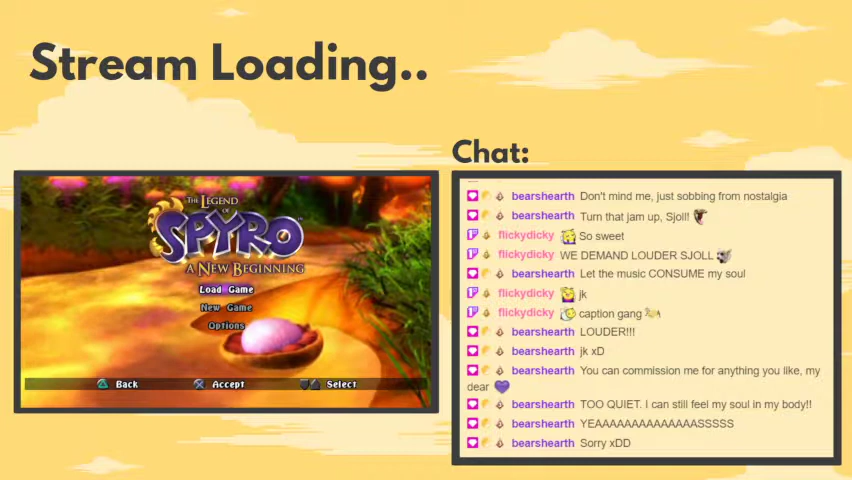 Stream Loading..
Chat:
THE LEGEND
OF
SPYRO
A NEW BEGINNING
Load Game
New Game
Options
Back
Accept
Select
bearshearth Don't mind me, just sobbing from nostalgia
bearshearth Turn that jam up, Sjoll!
flickydicky So sweet
flickydicky WE DEMAND LOUDER SJOLL
bearshearth Let the music CONSUME my soul
flickydicky jk
flickydicky caption gang
bearshearth LOUDER!!!
bearshearth jk xD
bearshearth You can commission me for anything you like, my
dear
bearshearth TOO QUIET. I can still feel my soul in my body!!
bearshearth YEAAAAAAAAAAAAAASSSSS
bearshearth Sorry xDD